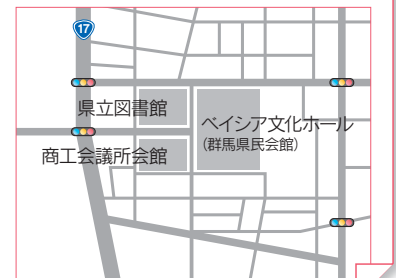 17
県立図書館
ベイシア文化ホール
(群馬県民会館)
商工会議所会館